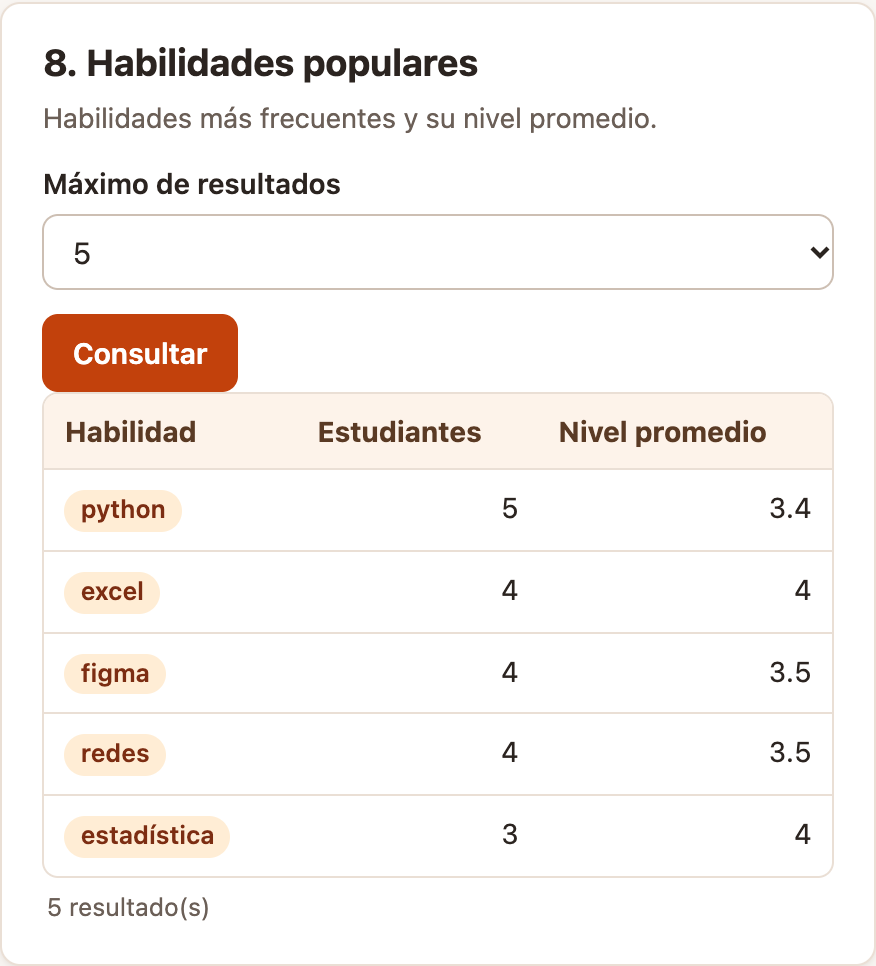 8. Habilidades populares
Habilidades más frecuentes y su nivel promedio.
Máximo de resultados
5
Consultar
Habilidad Estudiantes Nivel promedio
python 5 3.4
excel 4 4
figma 4 3.5
redes 4 3.5
estadística 3 4
5 resultado(s)